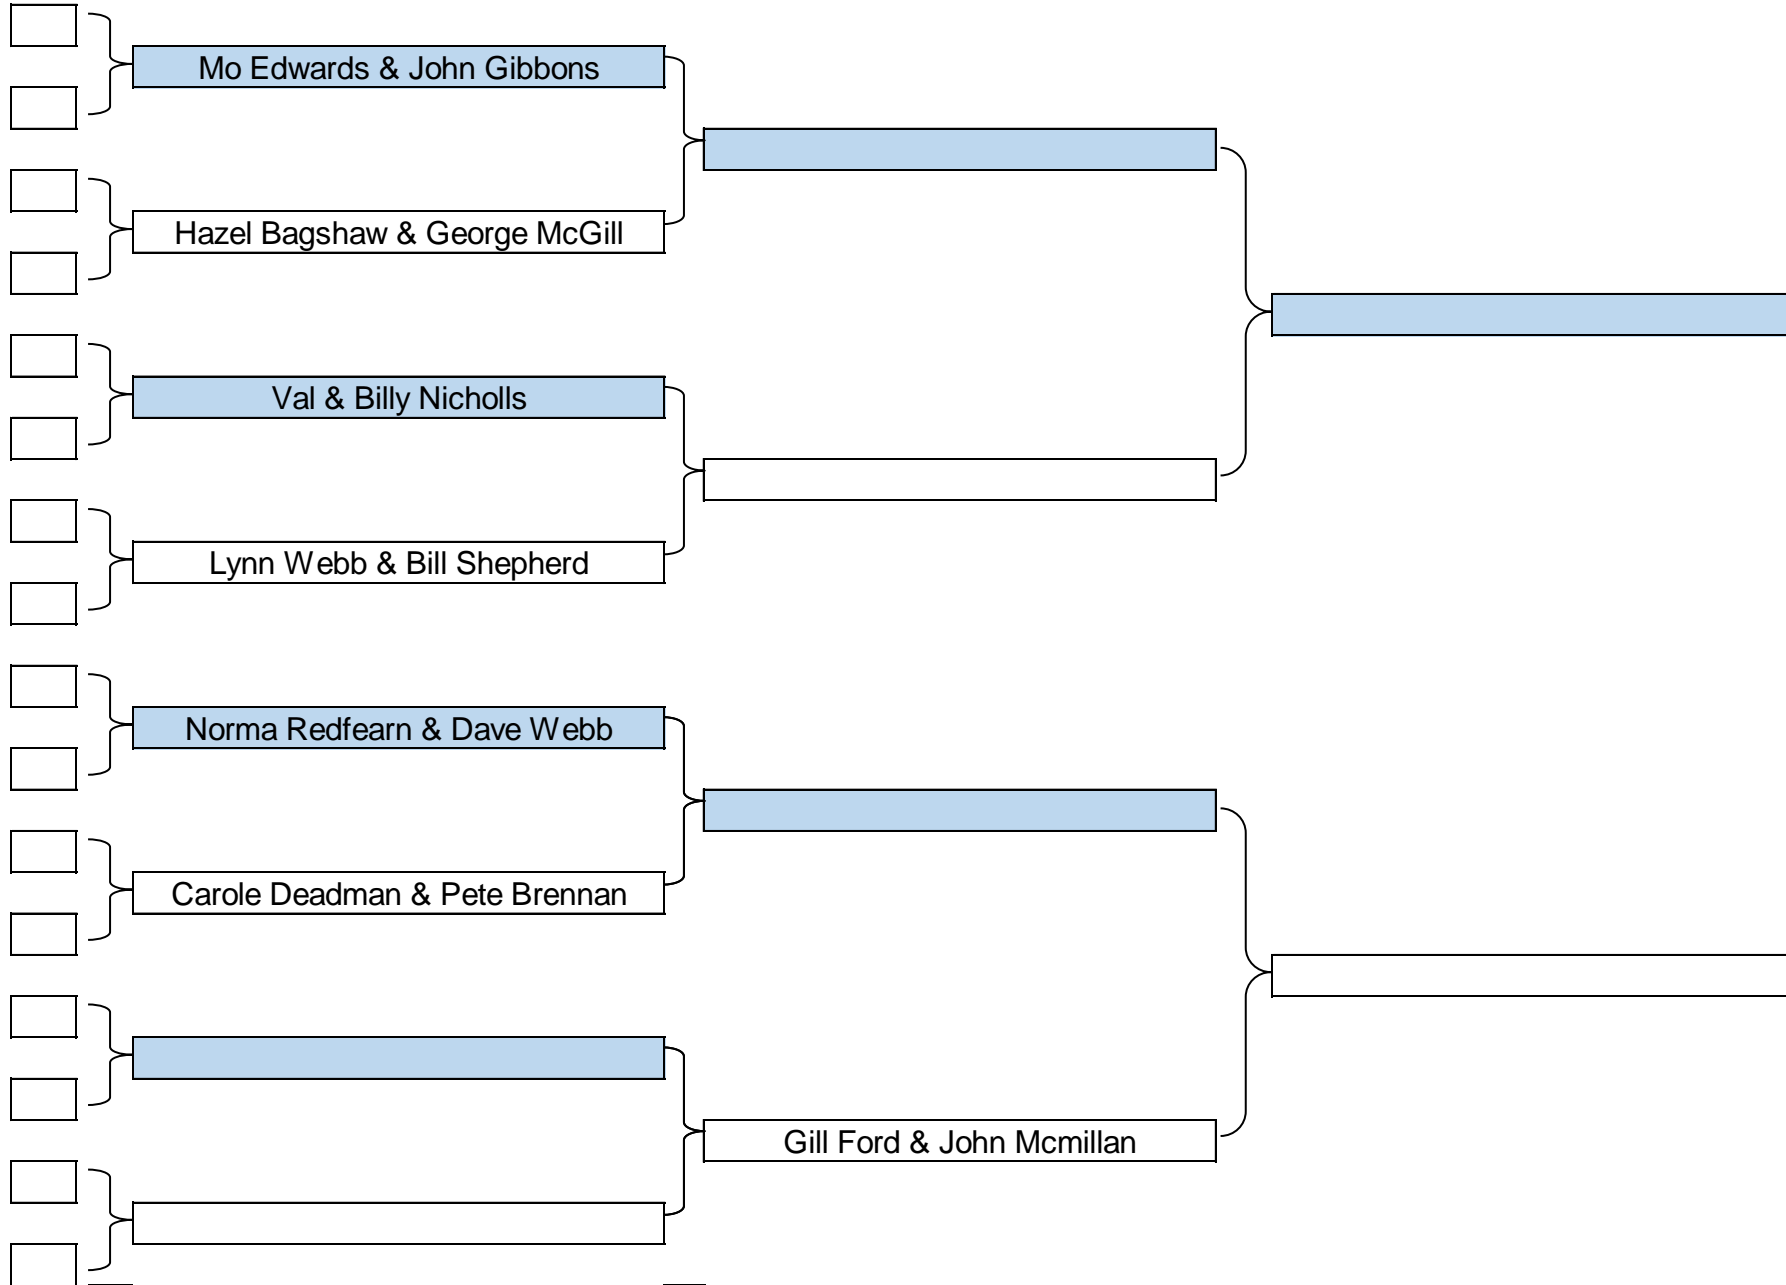 Mo Edwards & John Gibbons
Hazel Bagshaw & George McGill
Val & Billy Nicholls
Lynn Webb & Bill Shepherd
Norma Redfearn & Dave Webb
Carole Deadman & Pete Brennan
Gill Ford & John Mcmillan